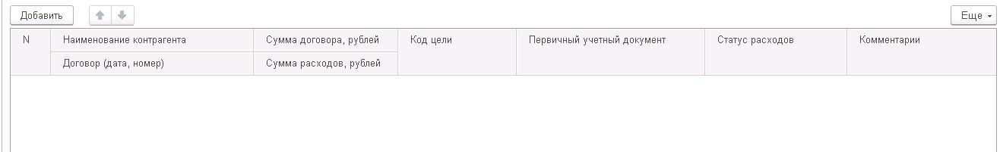 Добавить
Еще
N Наименование контрагента Сумма договора, рублей Код цели Первичный учетный документ Статус расходов Комментарии
Договор (дата, номер) Сумма расходов, рублей